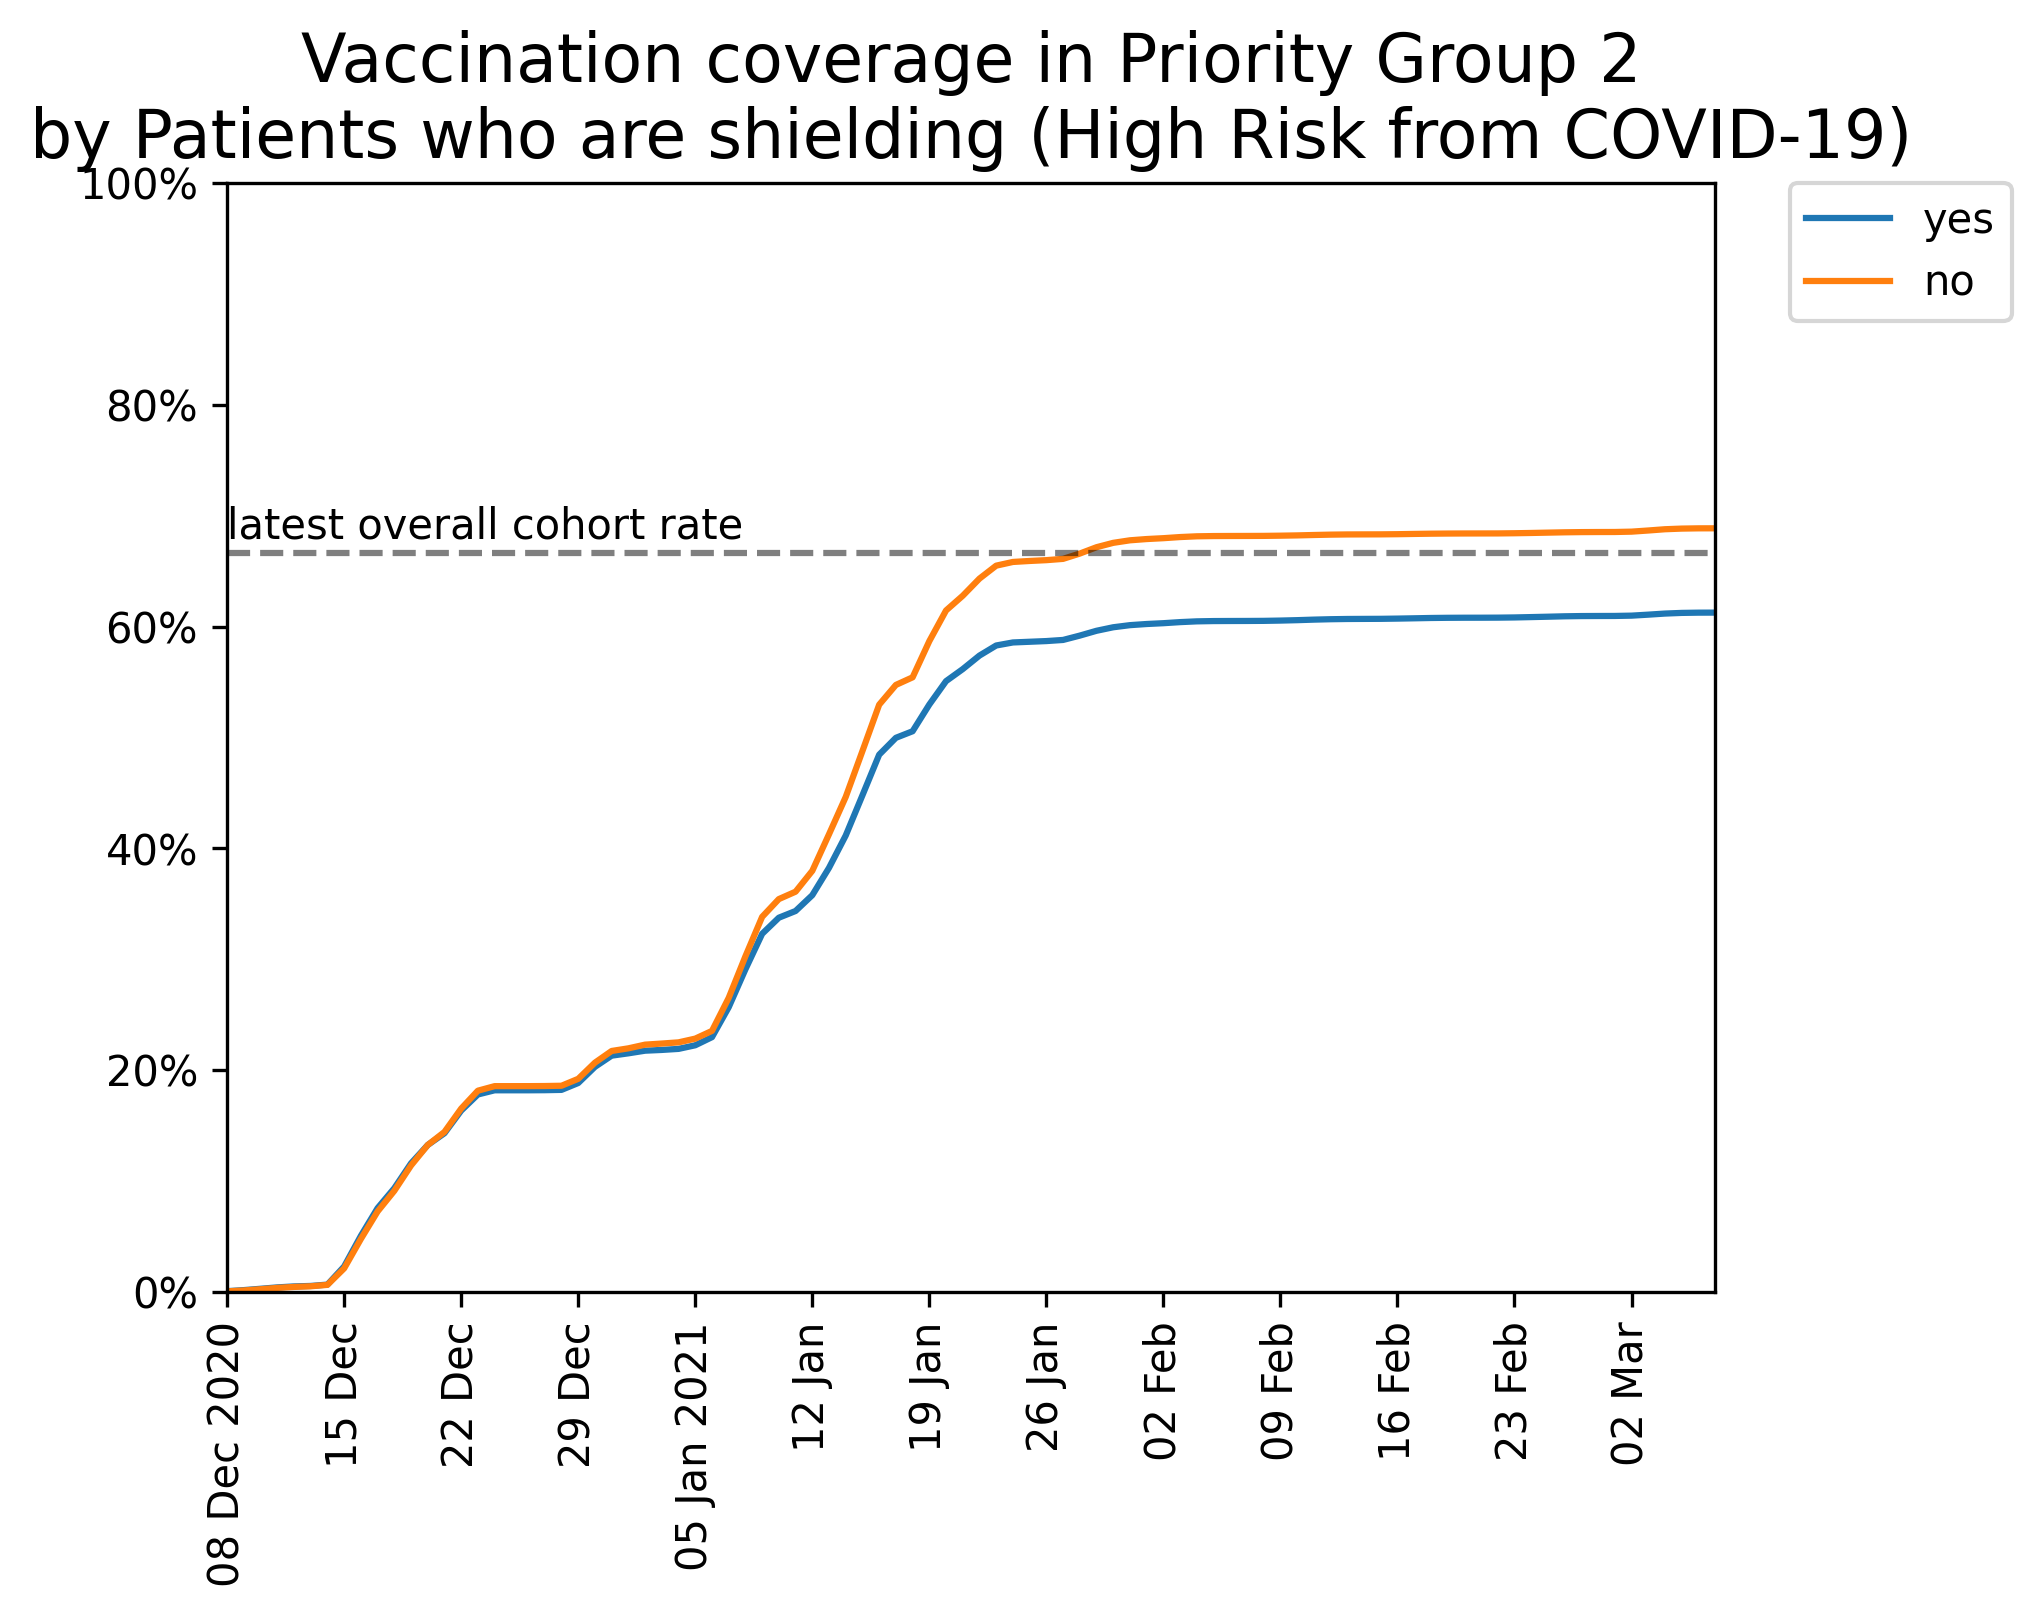 Vaccination coverage in Priority Group 2
by Patients who are shielding (High Risk from COVID-19)
100%
80%
60%
40%
20%
0%
latest overall cohort rate
yes
no
08 Dec 2020
15 Dec
22 Dec
29 Dec
05 Jan 2021
12 Jan
19 Jan
26 Jan
02 Feb
09 Feb
16 Feb
23 Feb
02 Mar